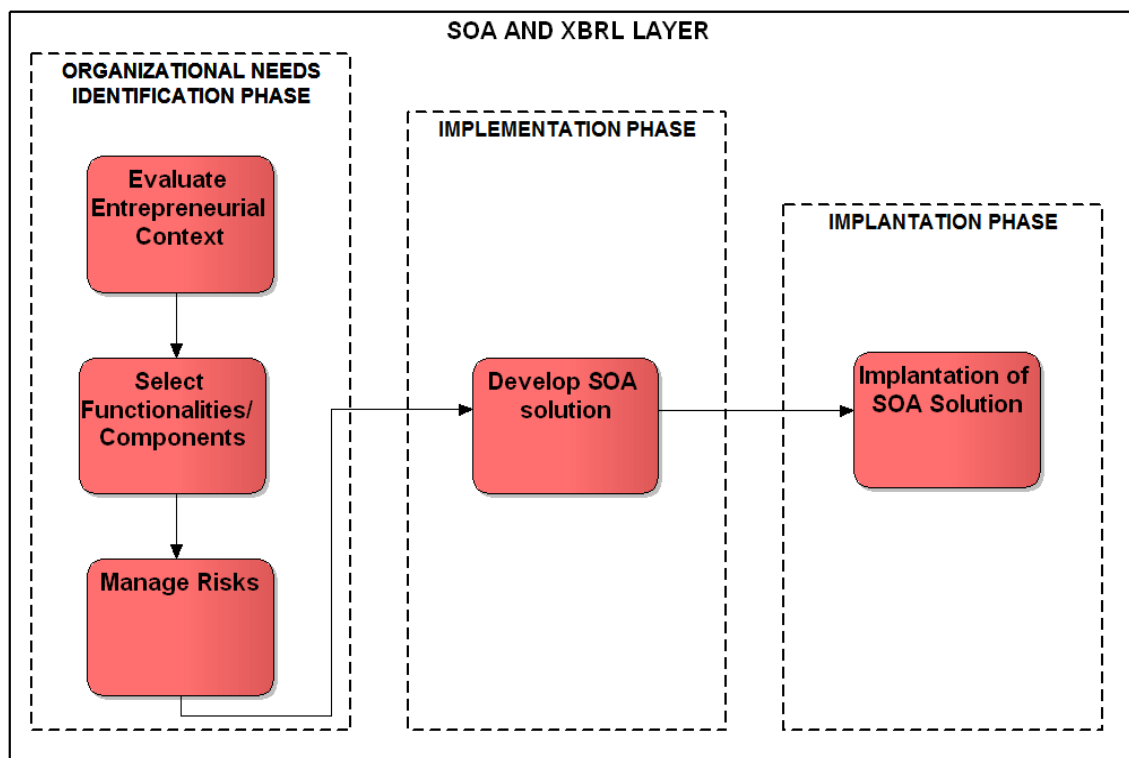 SOA AND XBRL LAYER
ORGANIZATIONAL NEEDS
IDENTIFICATION PHASE
Evaluate
Entrepreneurial
Context
Select
Functionalities/
Components
Manage Risks
IMPLEMENTATION PHASE
Develop SOA
solution
IMPLANTATION PHASE
Implantation of
SOA Solution